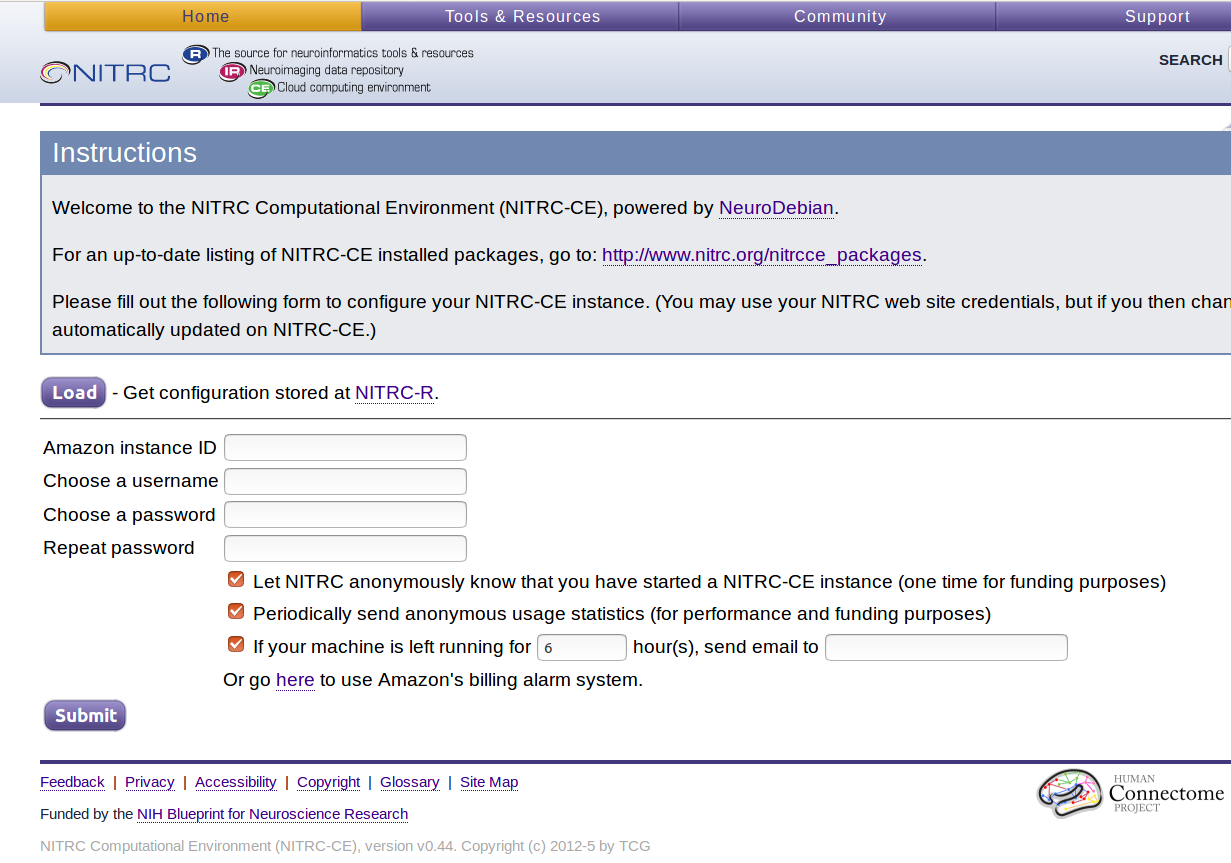 Home Tools & Resources Community Support
NITRC
R The source for neuroinformatics tools & resources
IR Neuroimaging data repository
CE Cloud computing environment
SEARCH
Instructions
Welcome to the NITRC Computational Environment (NITRC-CE), powered by NeuroDebian.
For an up-to-date listing of NITRC-CE installed packages, go to: http://www.nitrc.org/nitrcce_packages.
Please fill out the following form to configure your NITRC-CE instance. (You may use your NITRC web site credentials, but if you then chan
automatically updated on NITRC-CE.)
Load - Get configuration stored at NITRC-R.
Amazon instance ID
Choose a username
Choose a password
Repeat password
Let NITRC anonymously know that you have started a NITRC-CE instance (one time for funding purposes)
Periodically send anonymous usage statistics (for performance and funding purposes)
If your machine is left running for 6 hour(s), send email to
Or go here to use Amazon's billing alarm system.
Submit
Feedback | Privacy | Accessibility | Copyright | Glossary | Site Map
HUMAN
Connectome
PROJECT
Funded by the NIH Blueprint for Neuroscience Research
NITRC Computational Environment (NITRC-CE), version v0.44. Copyright (c) 2012-5 by TCG